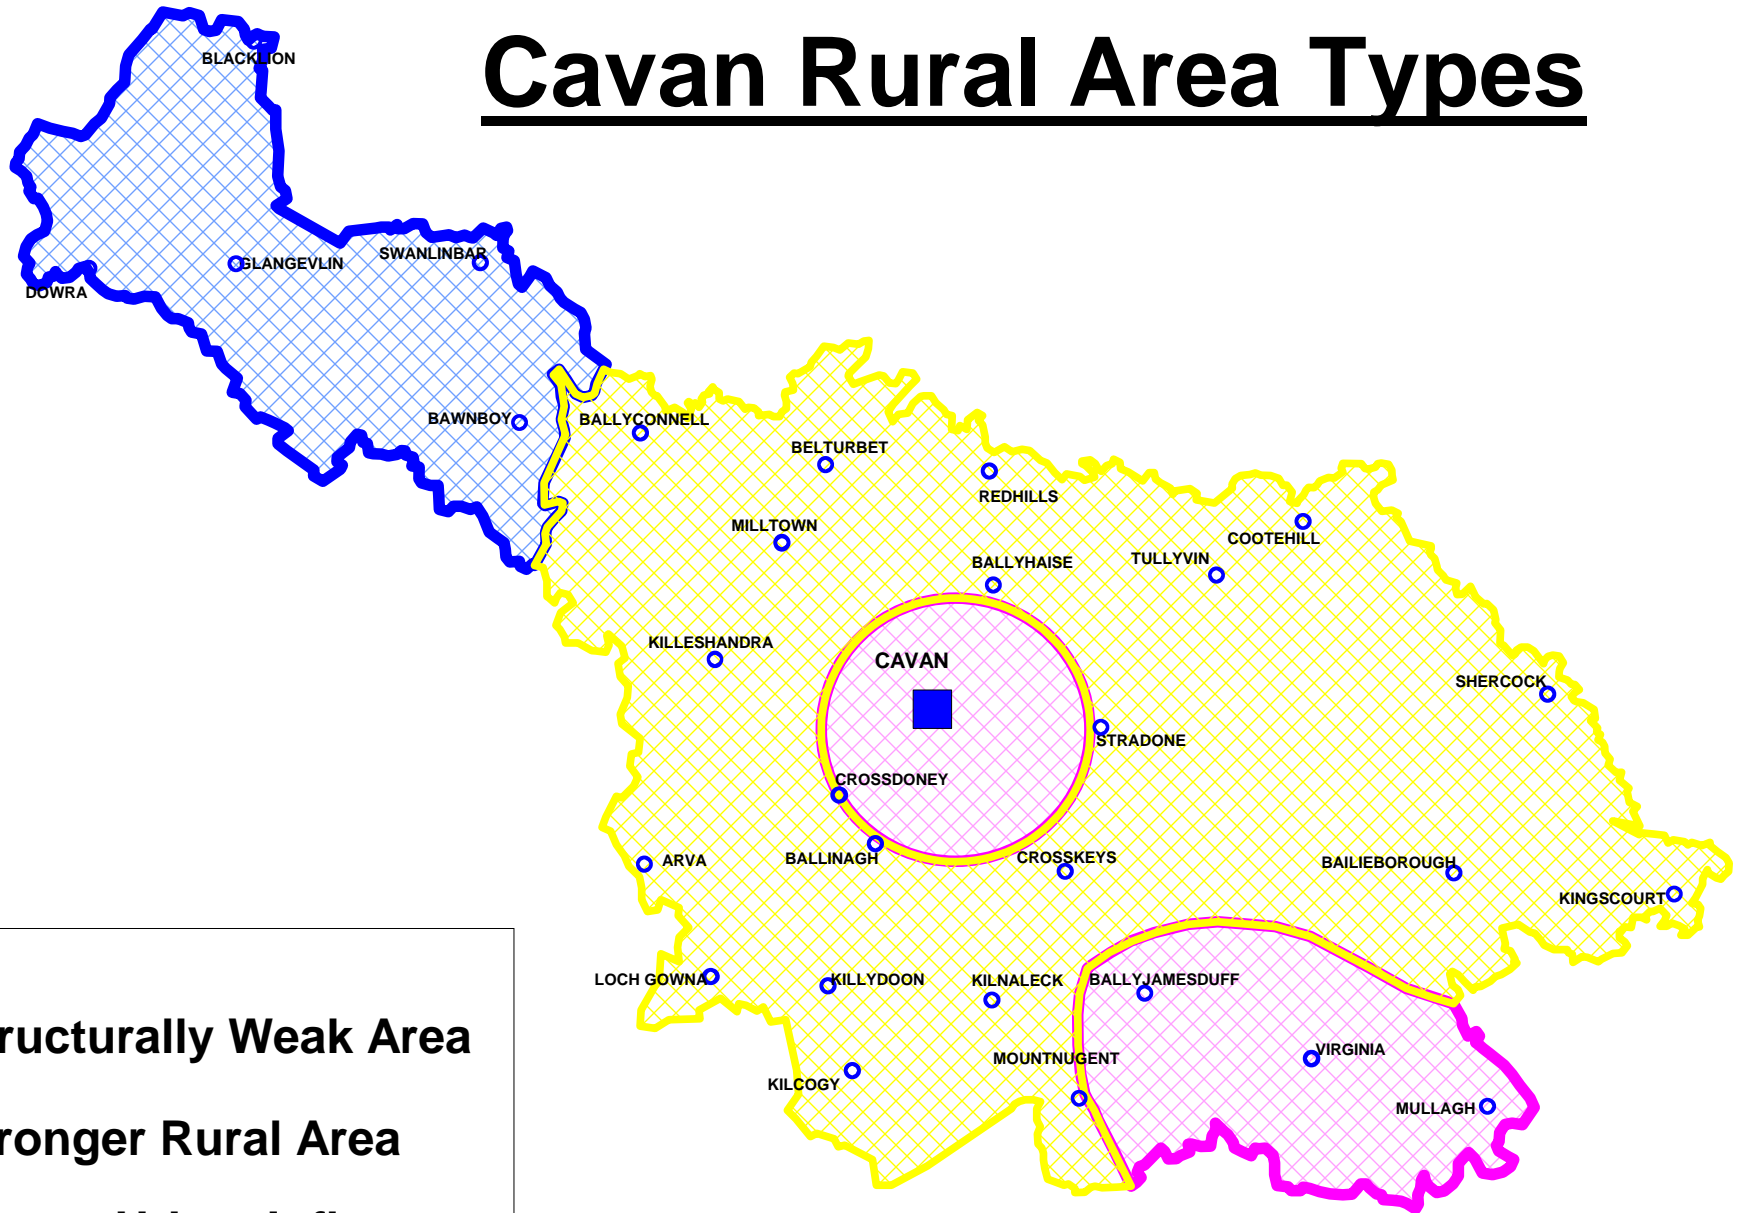 Cavan Rural Area Types
BLACKLION
SWANLINBAR
GLANGEVLIN
DOWRA
BAWNBOY
BALLYCONNELL
BELTURBET
REDHILLS
MILLTOWN
COOTEHILL
TULLYVIN
BALLYHAISE
KILLESHANDRA
CAVAN
SHERCOCK
STRADONE
CROSSDONEY
BALLINAGH
CROSSKEYS
ARVA
BAILIEBOROUGH
KINGSCOURT
LOCH GOWNA
KILLYDOON
KILNALECK
BALLYJAMESDUFF
MOUNTNUGENT
VIRGINIA
KILCOGY
MULLAGH
ructurally Weak Area
ronger Rural Area